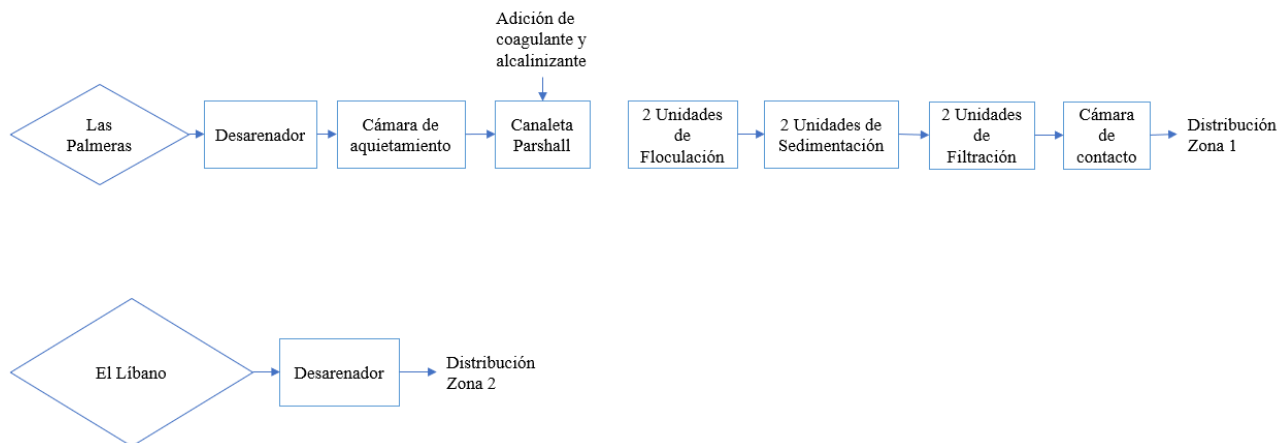 Adición de
coagulante y
alcalinizante
Las
Palmeras
Desarenador
Cámara de
aquietamiento
Canaleta
Parshall
2 Unidades
de
Floculación
2 Unidades de
Sedimentación
2 Unidades
de
Filtración
Cámara
de
contacto
Distribución
Zona 1
El Líbano
Desarenador
Distribución
Zona 2